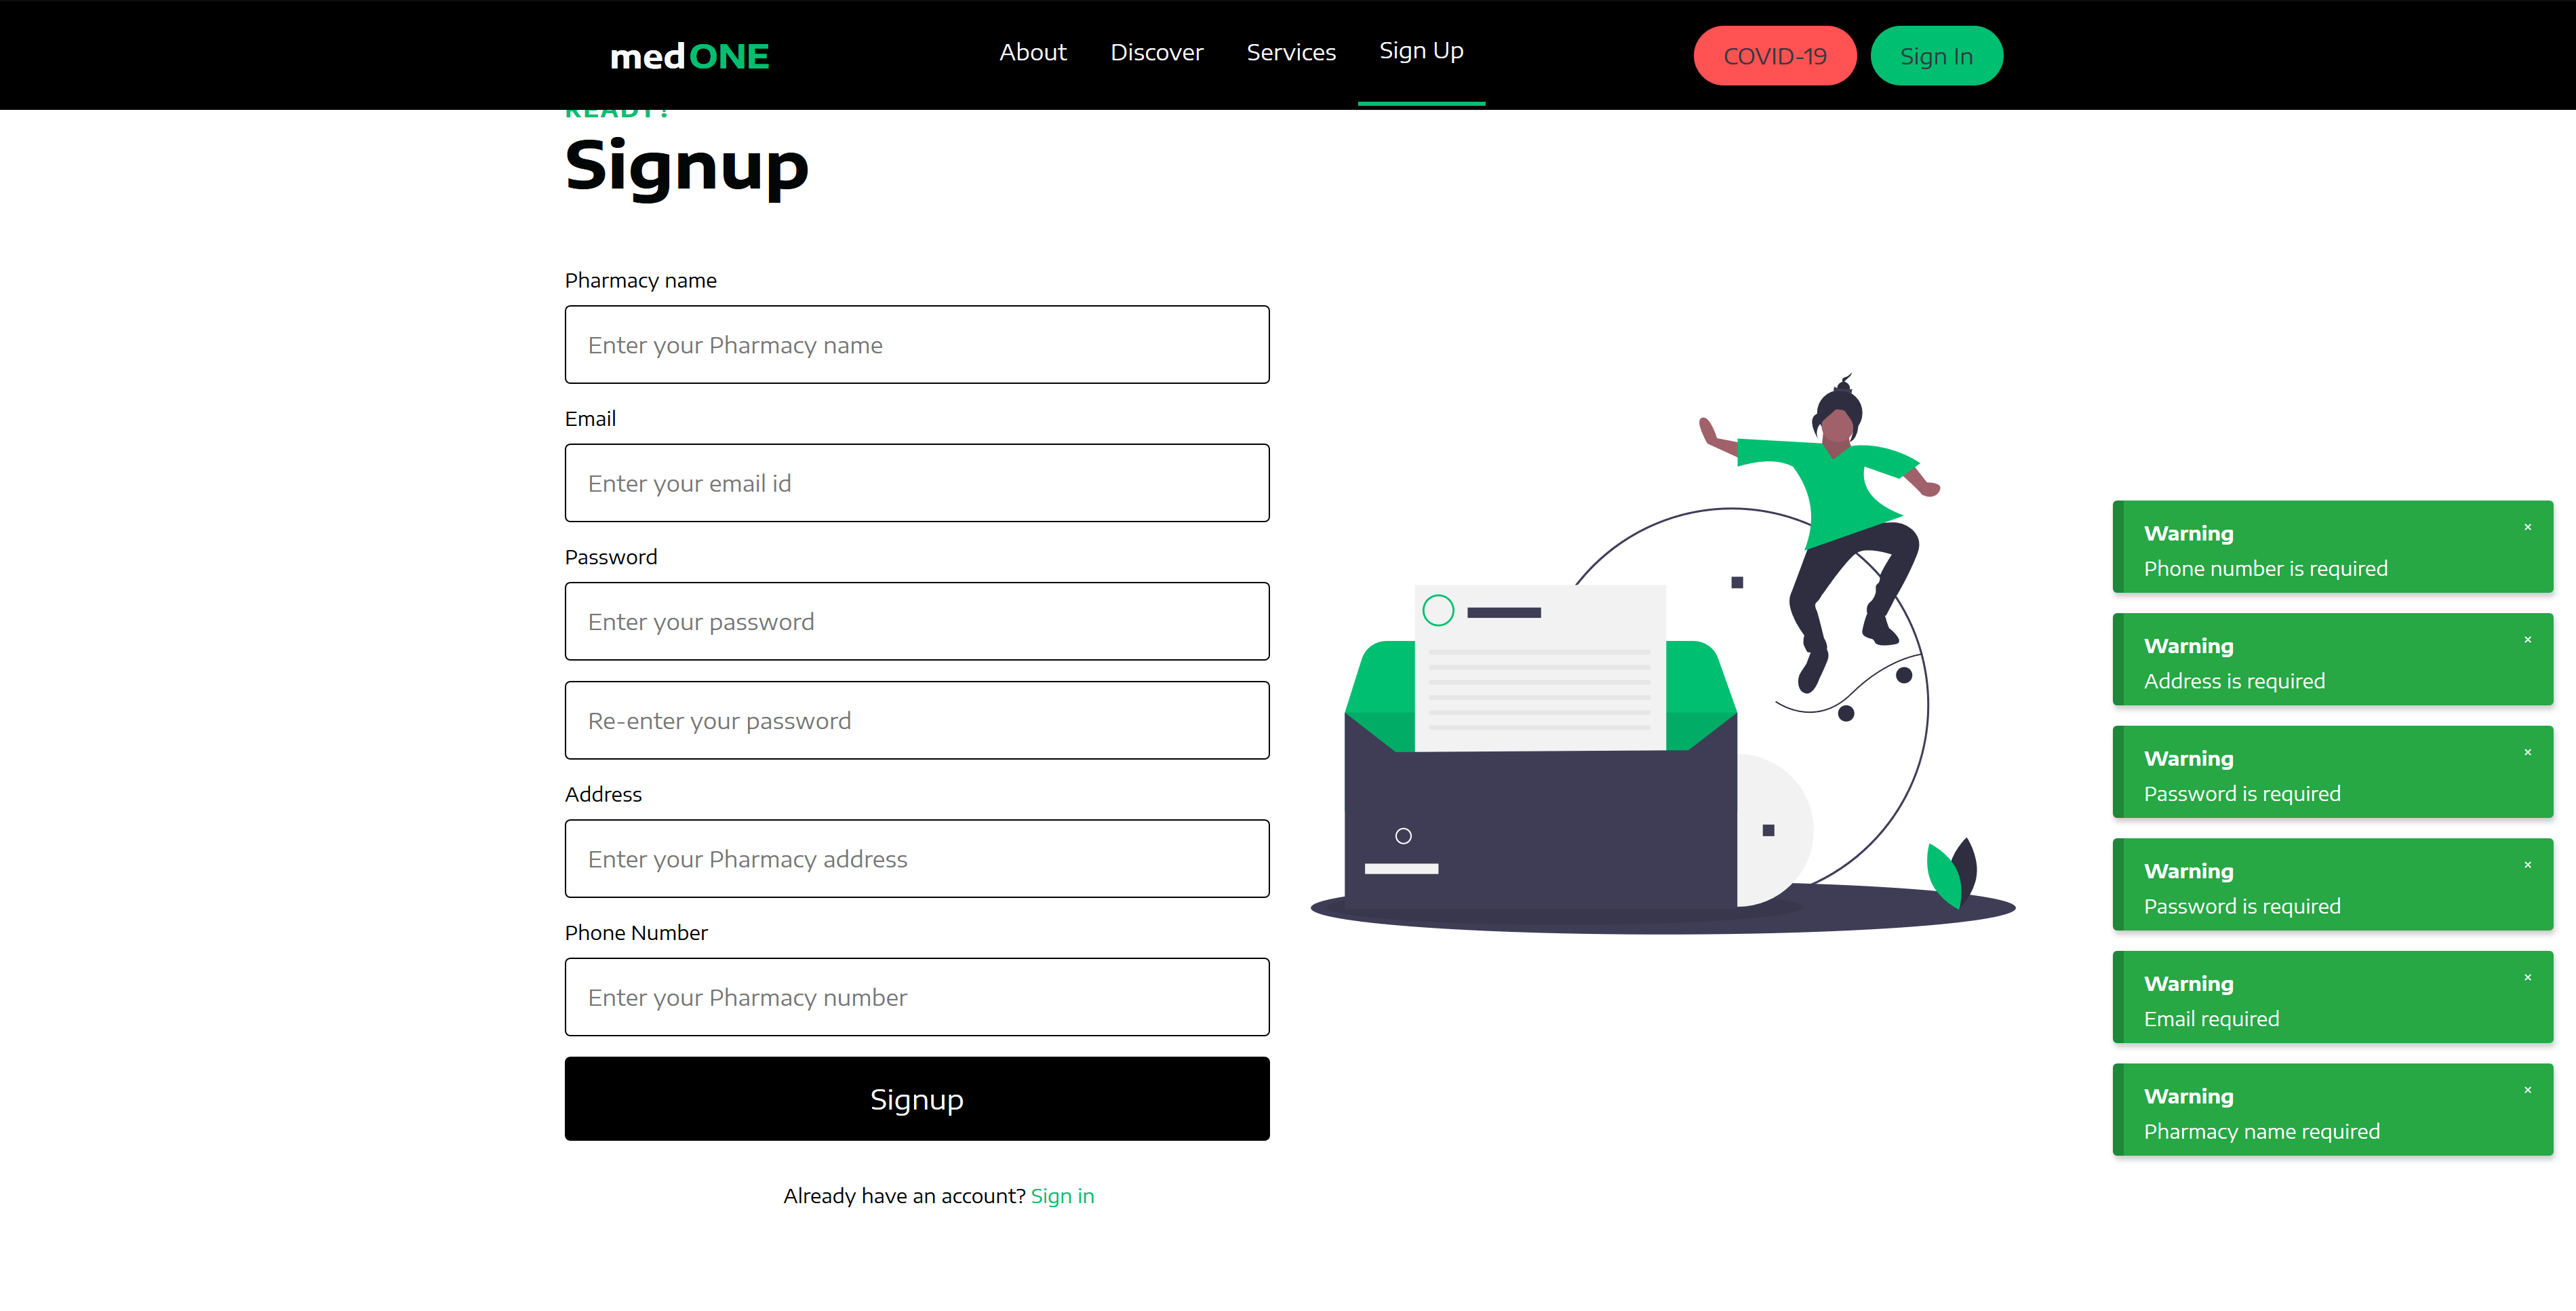 medONE
About
Discover
Services
Sign Up
COVID-19
Sign In
READY?
Signup
Pharmacy name
Enter your Pharmacy name
Email
Enter your email id
Password
Enter your password
Re-enter your password
Address
Enter your Pharmacy address
Phone Number
Enter your Pharmacy number
Signup
Already have an account? Sign in
Warning ×
Phone number is required
Warning ×
Address is required
Warning ×
Password is required
Warning ×
Password is required
Warning ×
Email required
Warning ×
Pharmacy name required